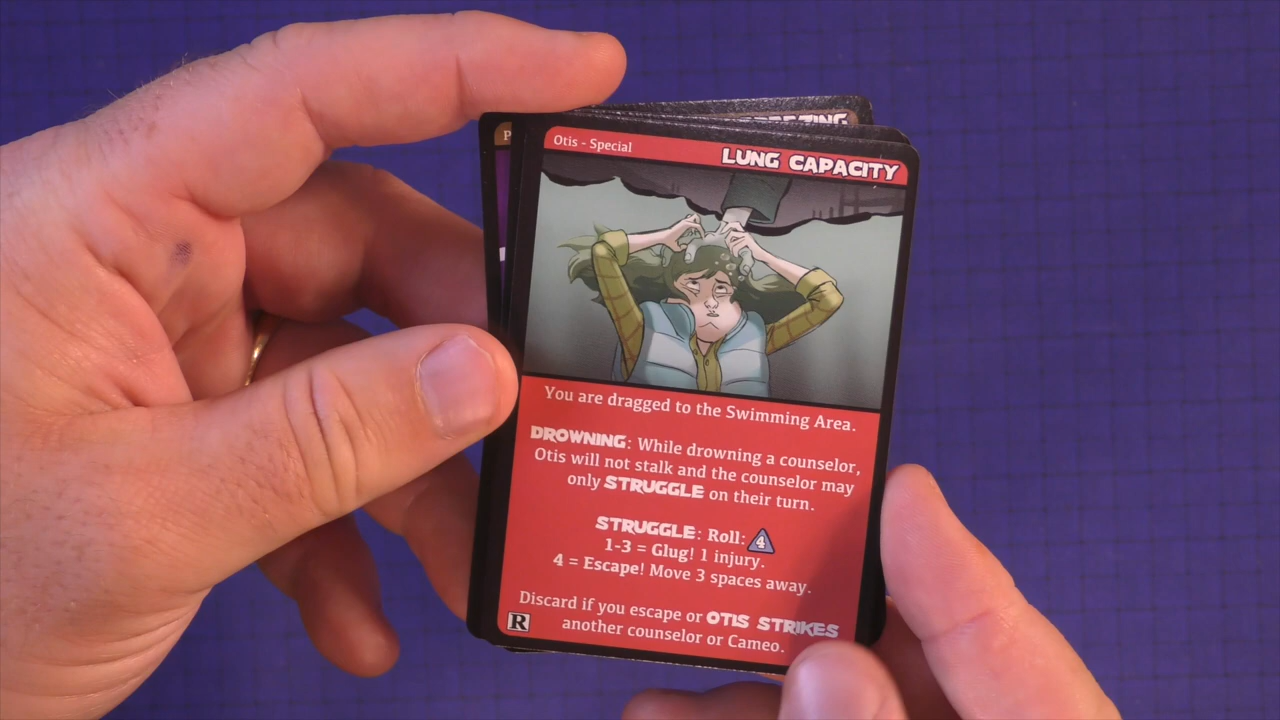 Otis - Special
LUNG CAPACITY
You are dragged to the Swimming Area.
DROWNING: While drowning a counselor,
Otis will not stalk and the counselor may
only STRUGGLE on their turn.
STRUGGLE: Roll: 4
1-3 = Glug! 1 injury.
4 = Escape! Move 3 spaces away.
Discard if you escape or OTIS STRIKES
another counselor or Cameo.
R